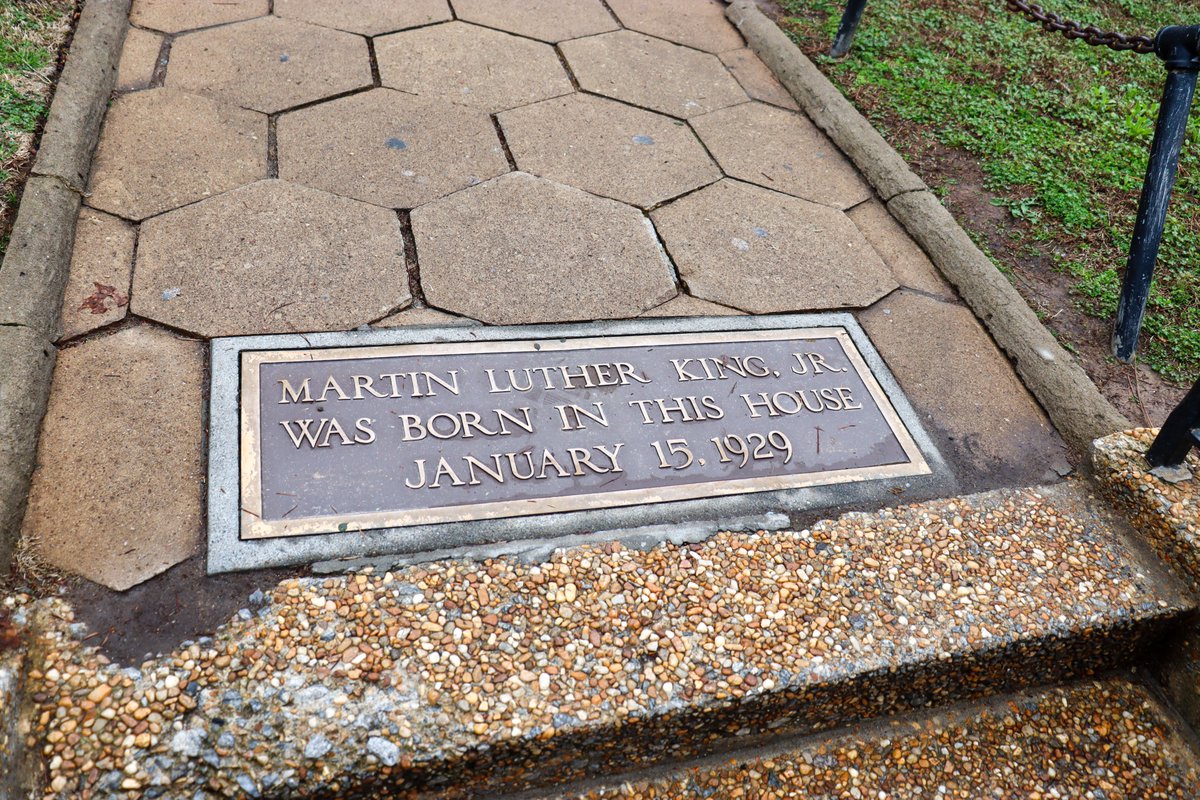 MARTIN LUTHER KING, JR.
WAS BORN IN THIS HOUSE
JANUARY 15, 1929